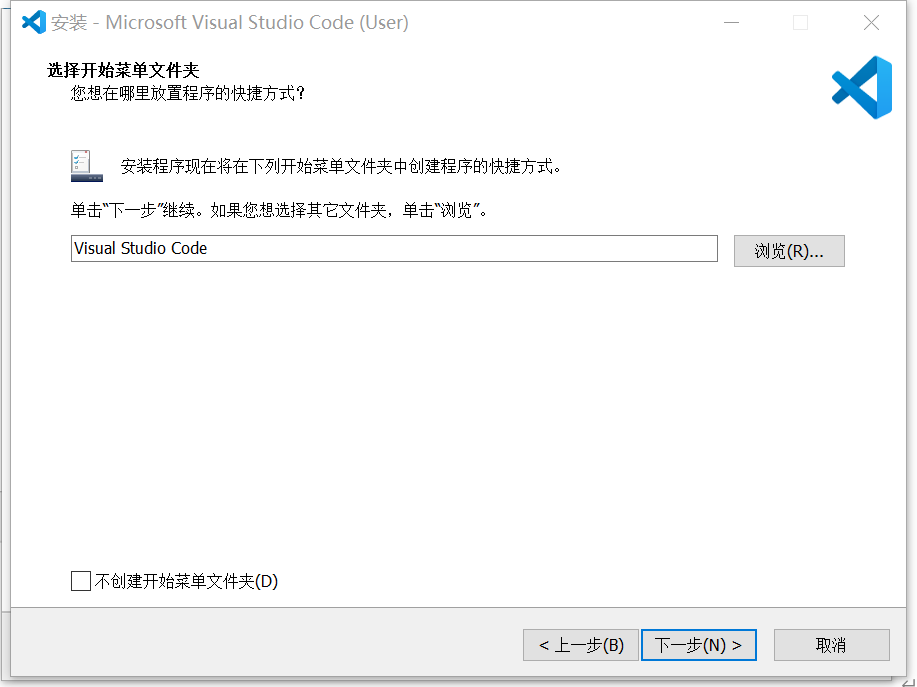 安装 - Microsoft Visual Studio Code (User)
选择开始菜单文件夹
您想在哪里放置程序的快捷方式？
安装程序现在将在下列开始菜单文件夹中创建程序的快捷方式。
单击“下一步”继续。如果您想选择其它文件夹，单击“浏览”。
Visual Studio Code
浏览(R)...
不创建开始菜单文件夹(D)
< 上一步(B)
下一步(N) >
取消